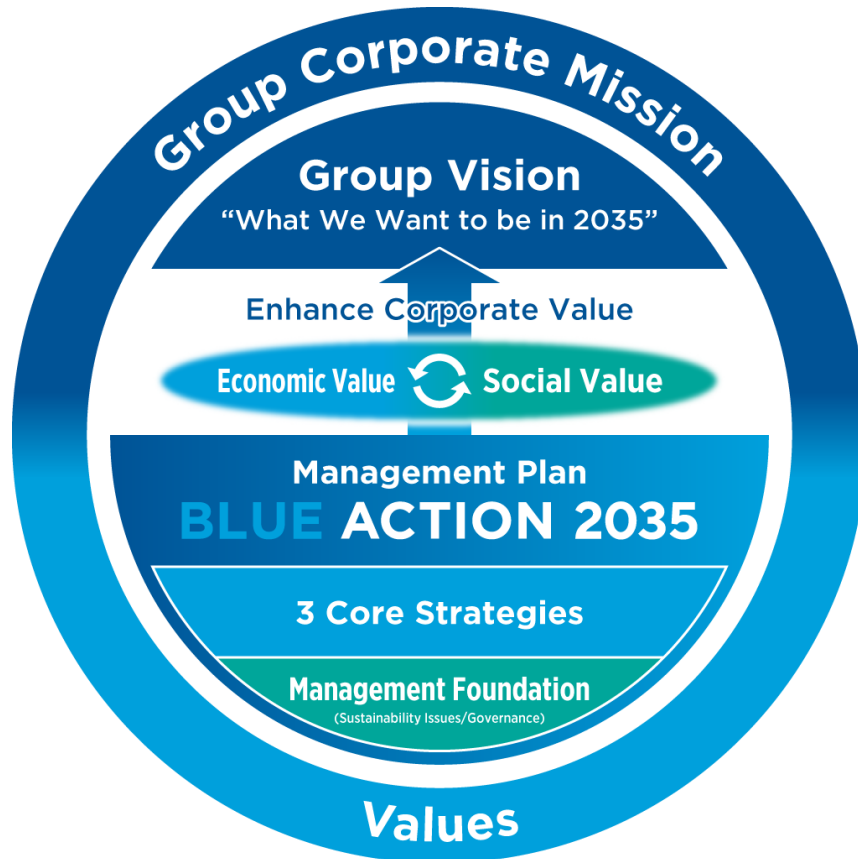 Group Corporate Mission
Group Vision
“What We Want to be in 2035”
Enhance Corporate Value
Economic Value Social Value
Management Plan
BLUE ACTION 2035
3 Core Strategies
Management Foundation
(Sustainability Issues/Governance)
Values